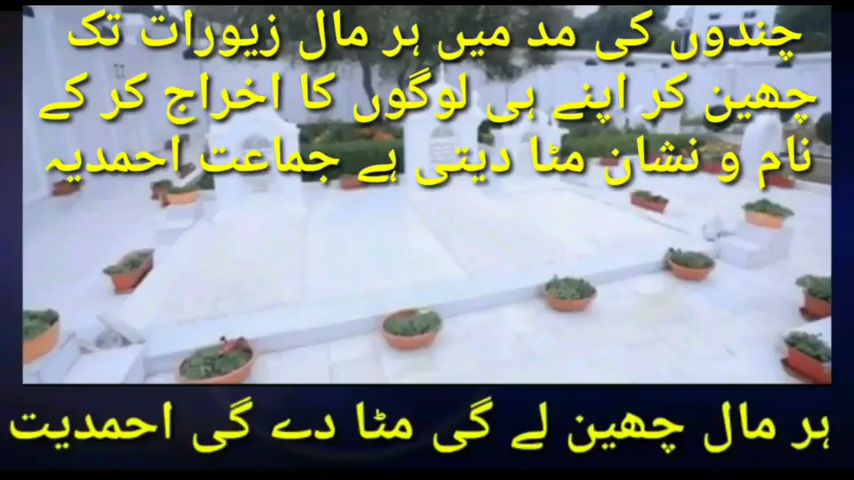 چندوں کی مد میں ہر مال زیورات تک
چھین کر اپنے ہی لوگوں کا اخراج کر کے
نام و نشان مٹا دیتی ہے جماعت احمدیہ
ہر مال چھین لے گی مٹا دے گی احمدیت